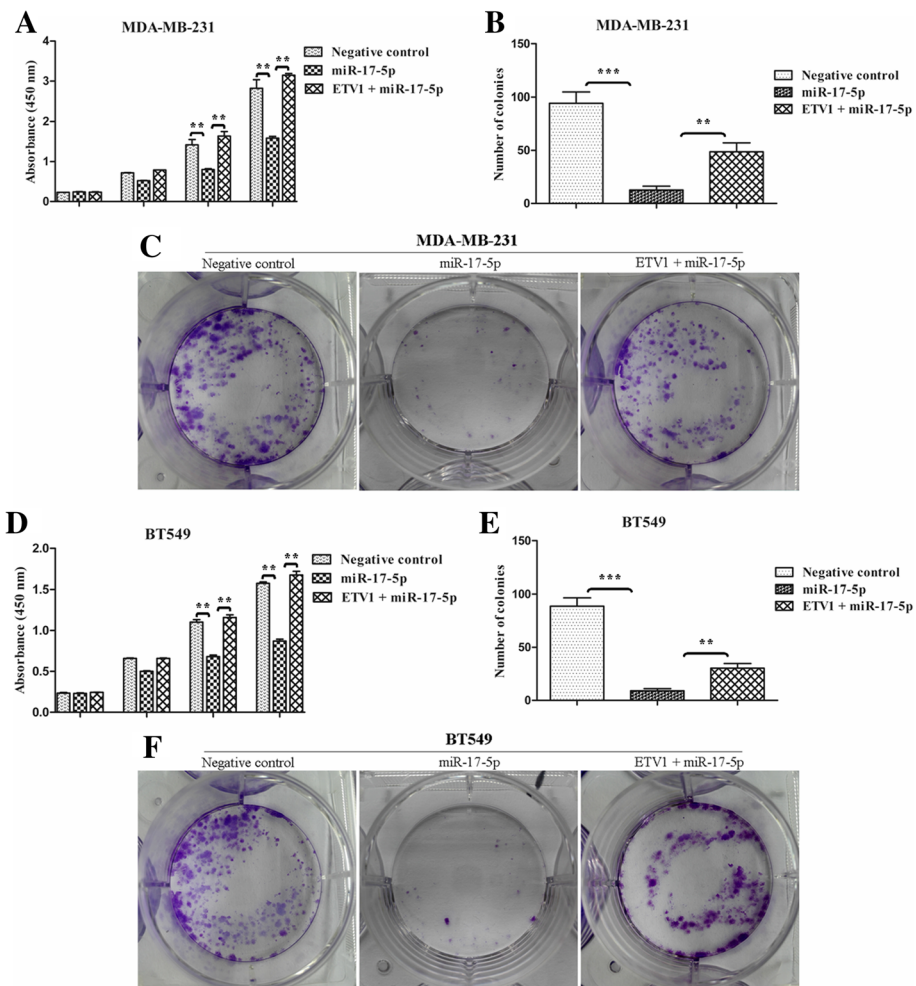 A
MDA-MB-231
Absorbance (450 nm)
4
3
2
1
0
** **
** **
Negative control
miR-17-5p
ETV1 + miR-17-5p
B
MDA-MB-231
Number of colonies
150
100
50
0
***
**
Negative control
miR-17-5p
ETV1 + miR-17-5p
C
MDA-MB-231
Negative control
miR-17-5p
ETV1 + miR-17-5p
D
BT549
Absorbance (450 nm)
2.0
1.5
1.0
0.5
0.0
** **
** **
Negative control
miR-17-5p
ETV1 + miR-17-5p
E
BT549
Number of colonies
150
100
50
0
***
**
Negative control
miR-17-5p
ETV1 + miR-17-5p
F
BT549
Negative control
miR-17-5p
ETV1 + miR-17-5p